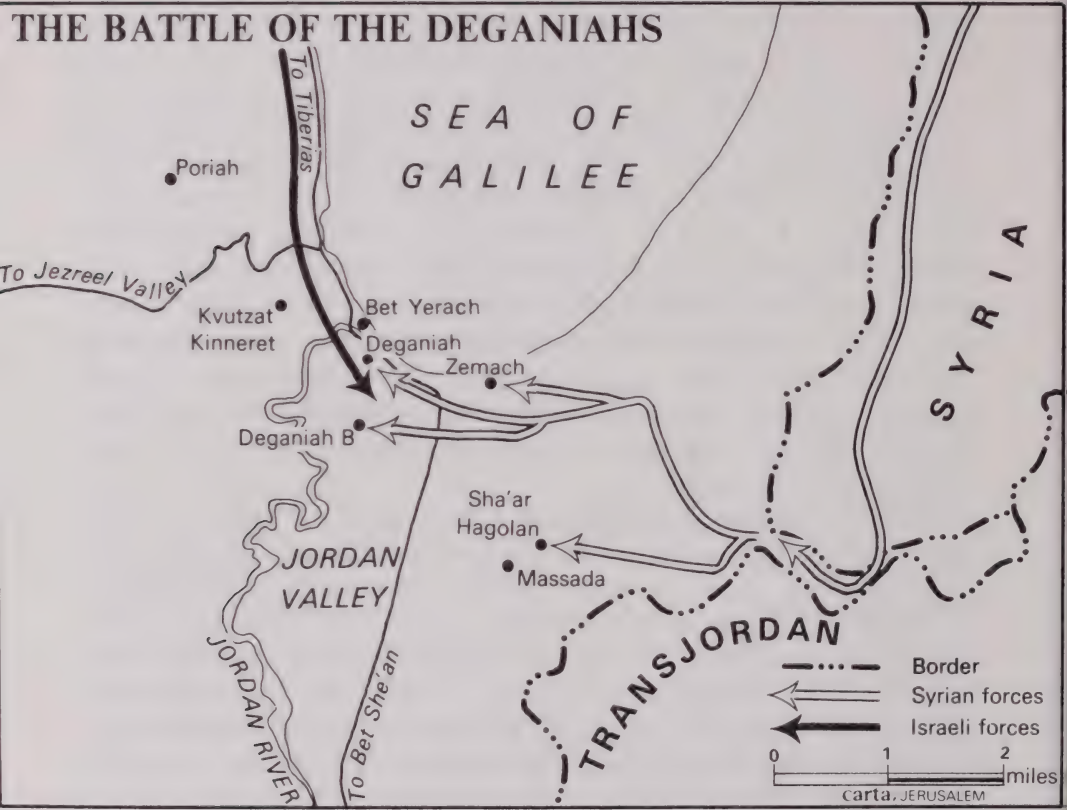 THE BATTLE OF THE DEGANIAHS
To Tiberias
SEA OF
GALILEE
Poriah
To Jezreel Valley
Kvutzat
Kinneret
Bet Yerach
Deganiah
Zemach
Deganiah B
SYRIA
Sha'ar
Hagolan
Massada
JORDAN
VALLEY
JORDAN RIVER
To Bet She'an
TRANSJORDAN
Border
Syrian forces
Israeli forces
0 1 2
miles
carta, JERUSALEM